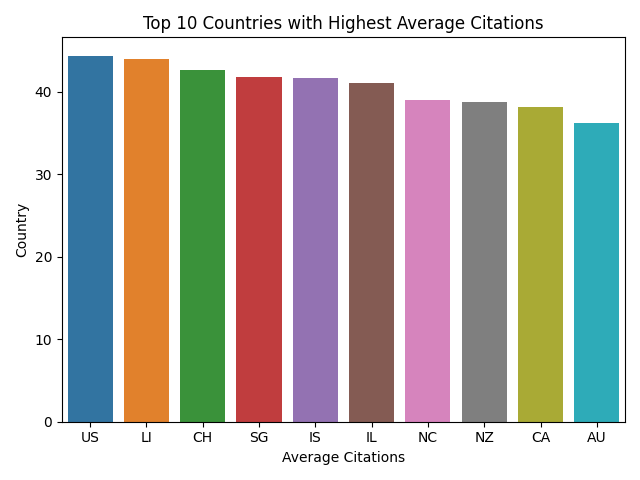 Top 10 Countries with Highest Average Citations
Country
40
30
20
10
0
US LI CH SG IS IL NC NZ CA AU
Average Citations